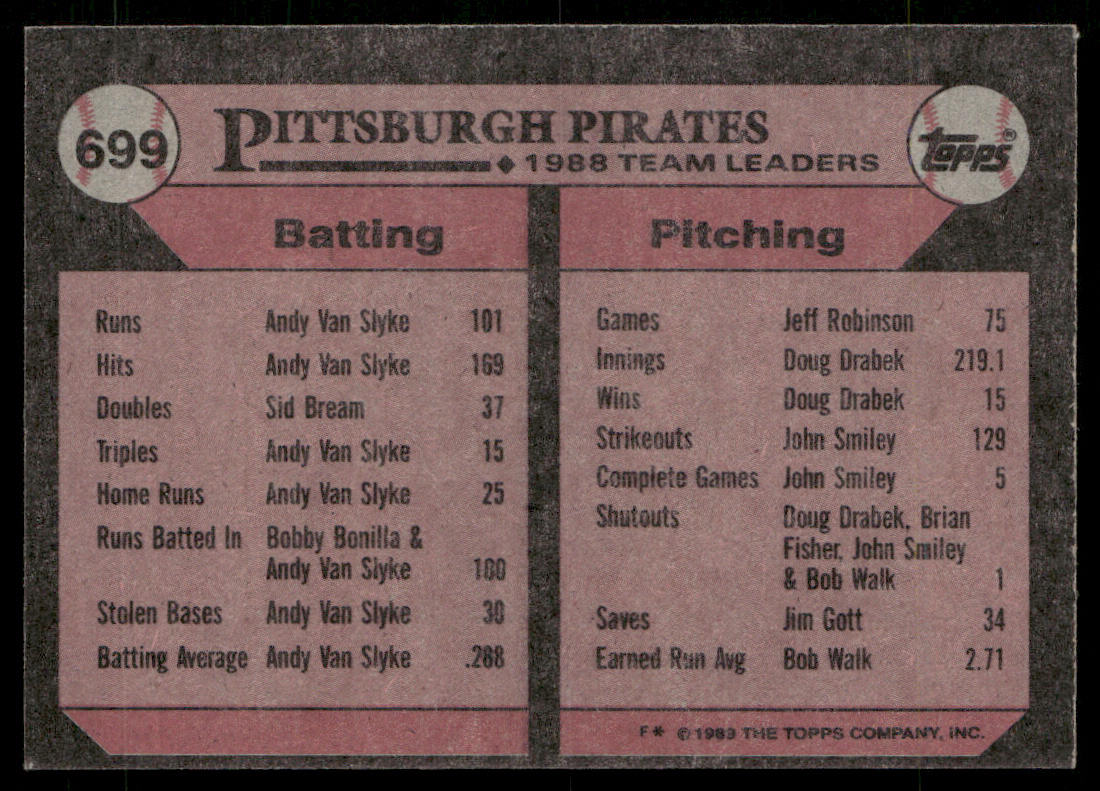 699
PITTSBURGH PIRATES
1988 TEAM LEADERS
topps®
Batting
Runs Andy Van Slyke 101
Hits Andy Van Slyke 169
Doubles Sid Bream 37
Triples Andy Van Slyke 15
Home Runs Andy Van Slyke 25
Runs Batted In Bobby Bonilla &
Andy Van Slyke 100
Stolen Bases Andy Van Slyke 30
Batting Average Andy Van Slyke .288
Pitching
Games Jeff Robinson 75
Innings Doug Drabek 219.1
Wins Doug Drabek 15
Strikeouts John Smiley 129
Complete Games John Smiley 5
Shutouts Doug Drabek, Brian
Fisher, John Smiley
& Bob Walk 1
Saves Jim Gott 34
Earned Run Avg Bob Walk 2.71
F* © 1989 THE TOPPS COMPANY, INC.